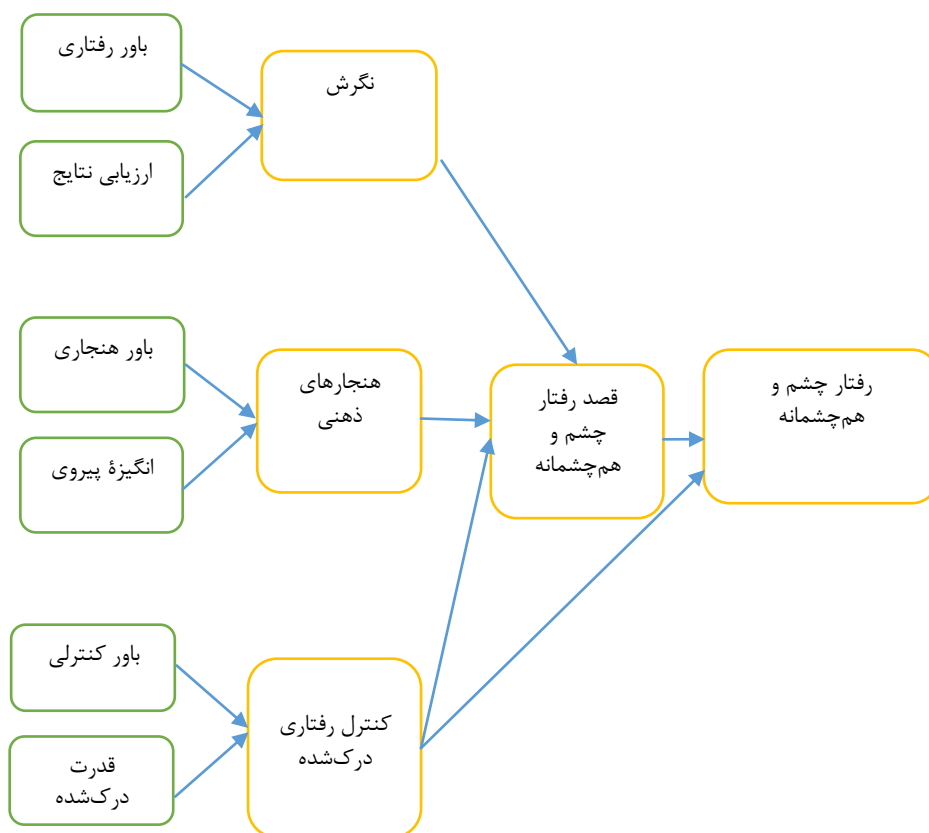 باور رفتاری
نگرش
ارزیابی نتایج
باور هنجاری
هنجارهای
ذهنی
انگیزۀ پیروی
قصد رفتار
چشم و
هم‌چشمانه
رفتار چشم و
هم‌چشمانه
باور کنترلی
کنترل رفتاری
درک‌شده
قدرت
درک‌شده